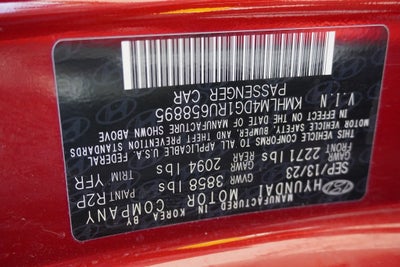 MANUFACTURED BY
HYUNDAI MOTOR COMPANY
MADE IN KOREA
SEP/13/23 GVWR 3858 lbs PAINT:R2P
GAWR FRONT 2271 lbs GAWR REAR 2094 lbs TRIM YFR
THIS VEHICLE CONFORMS TO ALL APPLICABLE U.S.A. FEDERAL
MOTOR VEHICLE SAFETY, BUMPER, AND THEFT PREVENTION STANDARDS
IN EFFECT ON THE DATE OF MANUFACTURE SHOWN ABOVE
V.I.N KMHLM4DG1RU658895
PASSENGER CAR